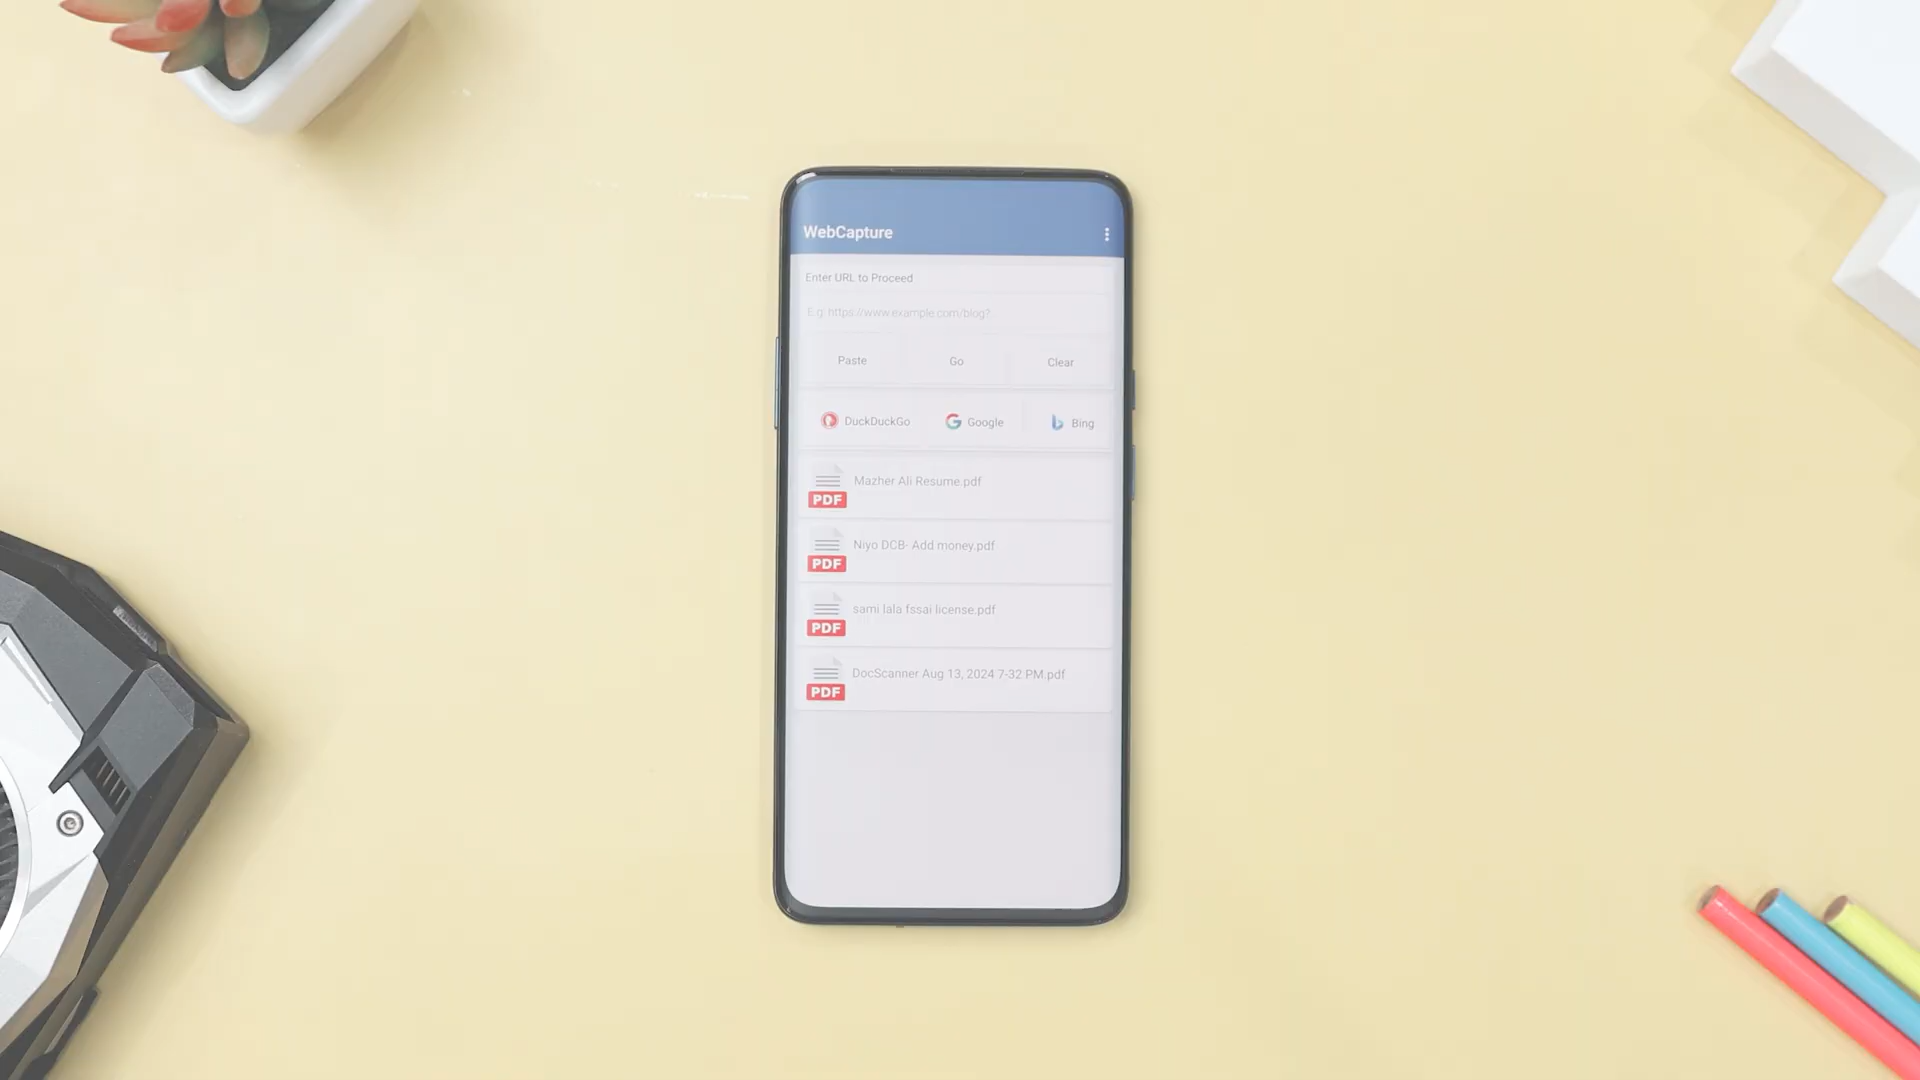 WebCapture
Enter URL to Proceed
E.g: https://www.example.com/blog?
Paste Go Clear
DuckDuckGo Google Bing
Mazher Ali Resume.pdf
PDF
Niyo DCB- Add money.pdf
PDF
sami lala fssai license.pdf
PDF
DocScanner Aug 13, 2024 7-32 PM.pdf
PDF